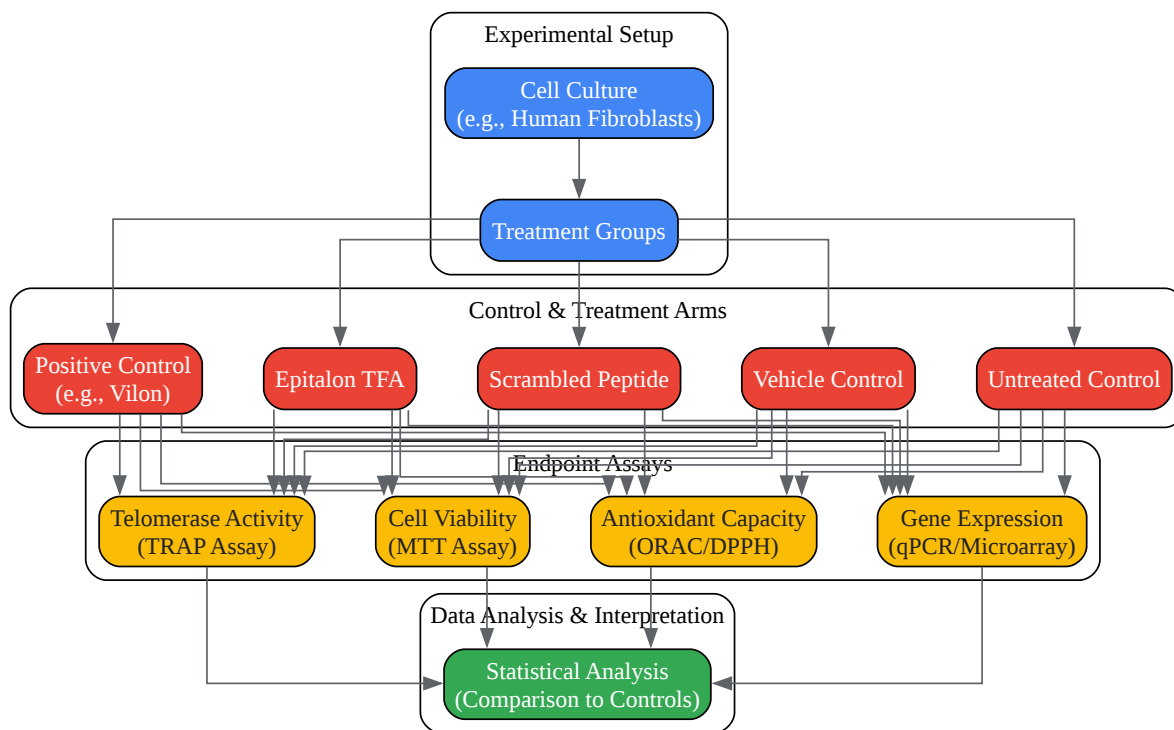 Experimental Setup
Cell Culture
(e.g., Human Fibroblasts)
Treatment Groups
Control & Treatment Arms
Positive Control
(e.g., Vilon)
Epitalon TFA
Scrambled Peptide
Vehicle Control
Untreated Control
Endpoint Assays
Telomerase Activity
(TRAP Assay)
Cell Viability
(MTT Assay)
Antioxidant Capacity
(ORAC/DPPH)
Gene Expression
(qPCR/Microarray)
Data Analysis & Interpretation
Statistical Analysis
(Comparison to Controls)